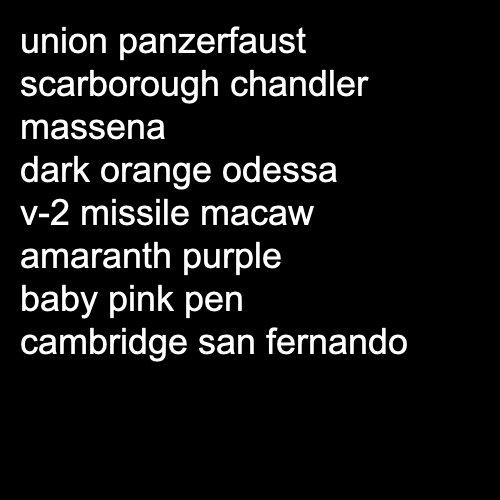 union panzerfaust
scarborough chandler
massena
dark orange odessa
v-2 missile macaw
amaranth purple
baby pink pen
cambridge san fernando